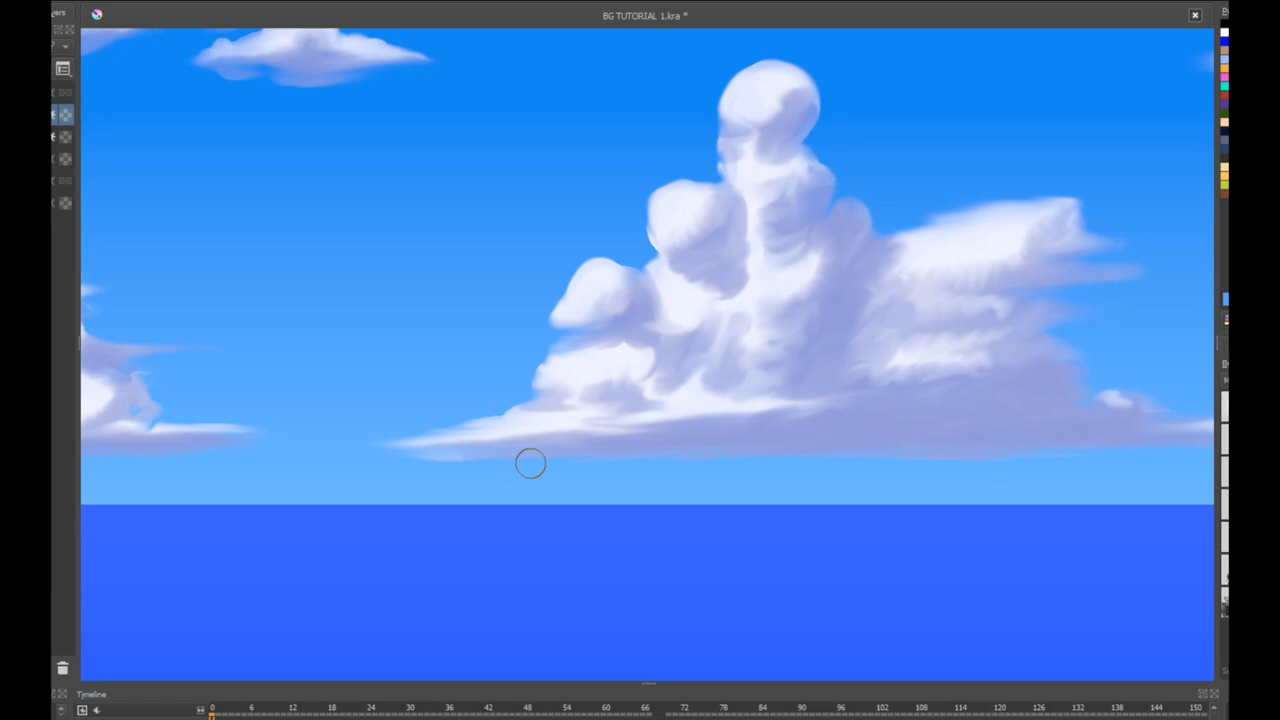 ers
BG TUTORIAL 1.kra *
Timeline
0 6 12 18 24 30 36 42 48 54 60 66 72 78 84 90 96 102 108 114 120 126 132 138 144 150